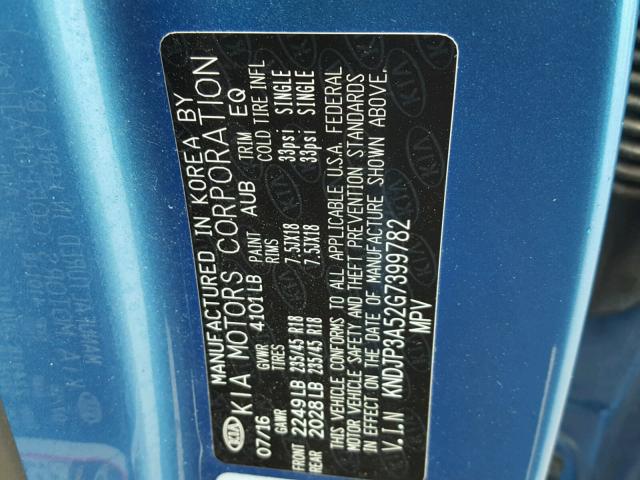 MANUFACTURED IN KOREA BY
KIA KIA MOTORS CORPORATION
07/16 GVWR 4101LB PAINT AUB TRIM EQ
GAWR TIRES RIMS COLD TIRE INFL
FRONT 2249LB 235/45 R18 7.5JX18 33psi SINGLE
REAR 2028LB 235/45 R18 7.5JX18 33psi SINGLE
THIS VEHICLE CONFORMS TO ALL APPLICABLE U.S.A. FEDERAL
MOTOR VEHICLE SAFETY AND THEFT PREVENTION STANDARDS
IN EFFECT ON THE DATE OF MANUFACTURE SHOWN ABOVE.
V.I.N KNDJP3A52G7399782
MPV